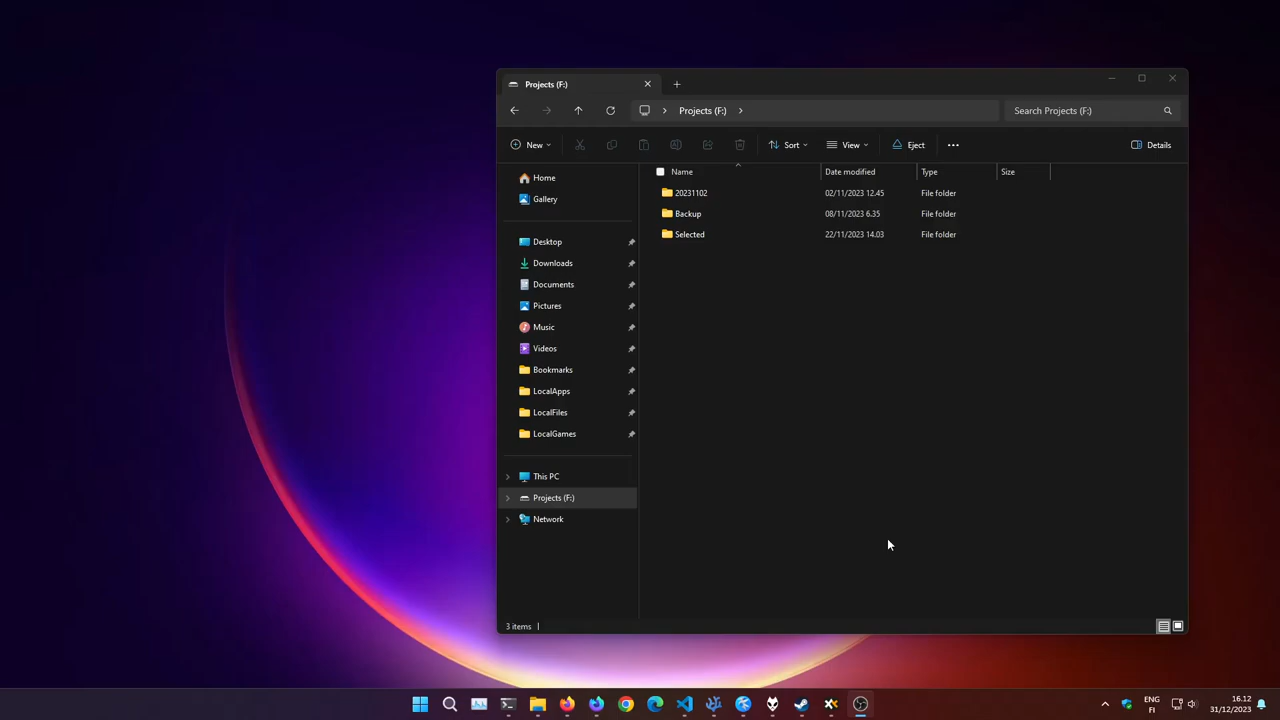 Projects (F:)
Projects (F:)
Search Projects (F:)
New
Sort
View
Eject
Details
Name
Date modified
Type
Size
20231102
02/11/2023 12.45
File folder
Backup
08/11/2023 6.35
File folder
Selected
22/11/2023 14.03
File folder
Home
Gallery
Desktop
Downloads
Documents
Pictures
Music
Videos
Bookmarks
LocalApps
LocalFiles
LocalGames
This PC
Projects (F:)
Network
3 items
ENG
FI
16.12
31/12/2023